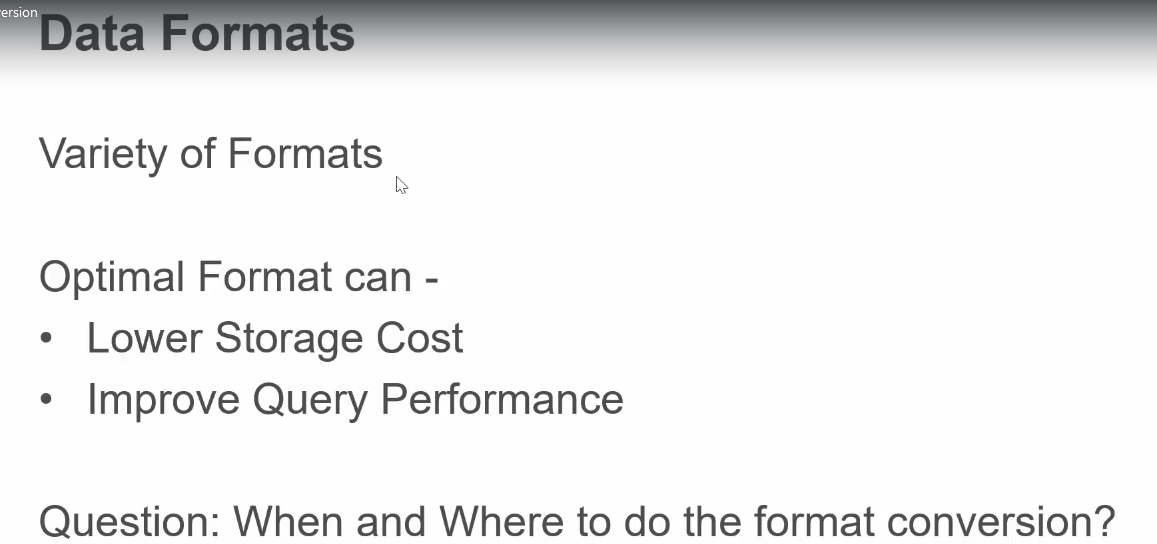 ersion
Data Formats
Variety of Formats
Optimal Format can -
• Lower Storage Cost
• Improve Query Performance
Question: When and Where to do the format conversion?